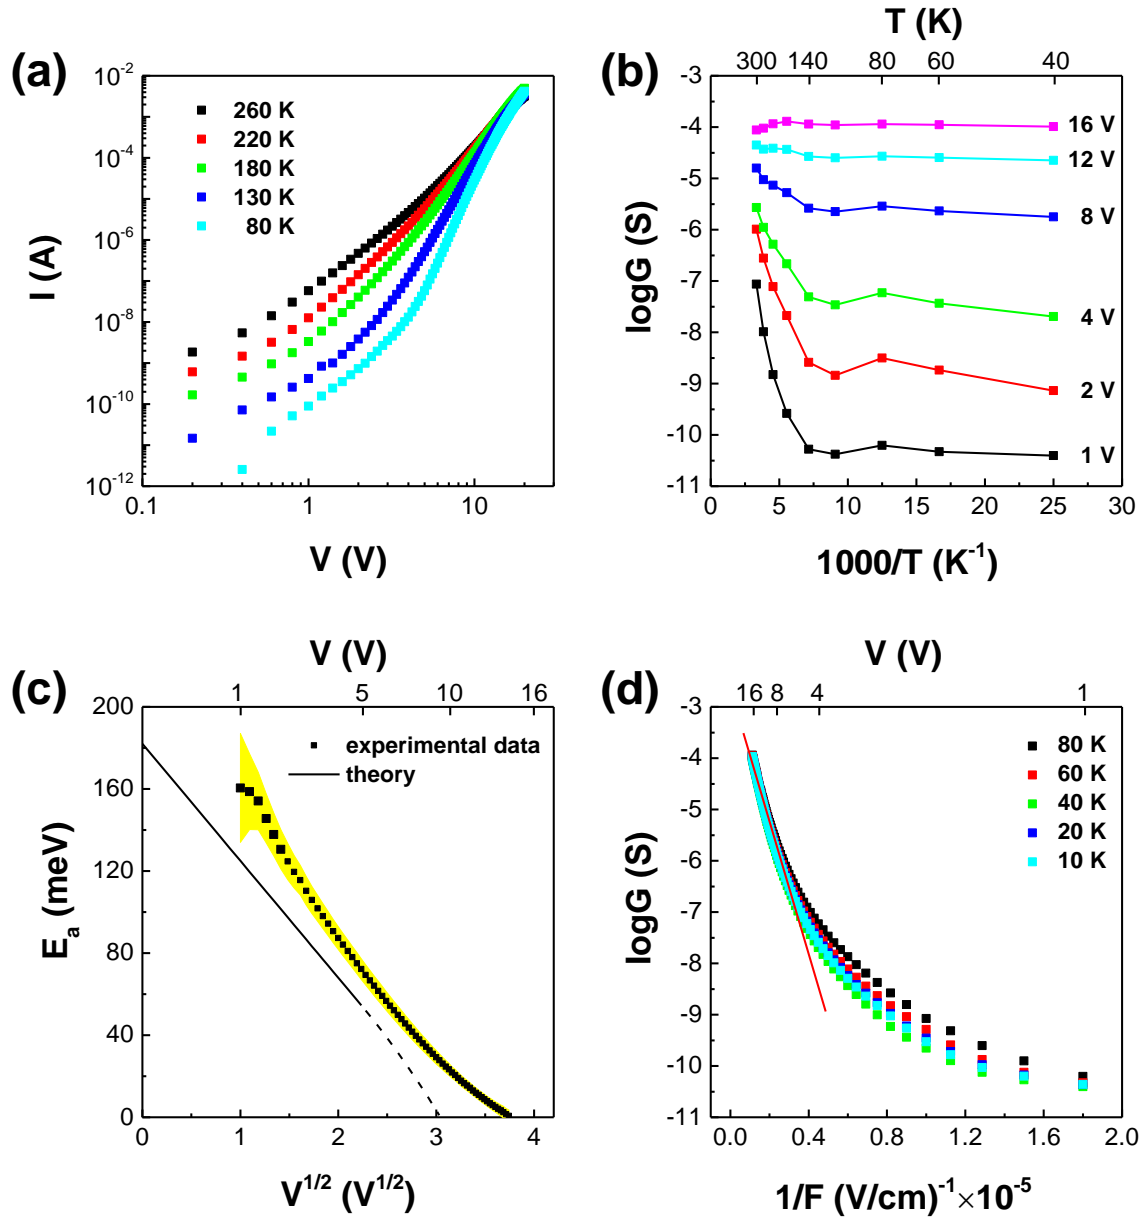 (a)
10⁻²
10⁻⁴
10⁻⁶
10⁻⁸
10⁻¹⁰
10⁻¹²
I (A)
260 K
220 K
180 K
130 K
80 K
0.1
1
10
V (V)
(b)
T (K)
300
140
80
60
40
-3
-4
-5
-6
-7
-8
-9
-10
-11
logG (S)
16 V
12 V
8 V
4 V
2 V
1 V
0
5
10
15
20
25
30
1000/T (K⁻¹)
(c)
V (V)
1
5
10
16
200
160
120
80
40
0
Eₐ (meV)
experimental data
theory
0
1
2
3
4
V¹ᐟ² (V¹ᐟ²)
(d)
V (V)
16
8
4
1
-3
-4
-5
-6
-7
-8
-9
-10
-11
logG (S)
80 K
60 K
40 K
20 K
10 K
0.0
0.4
0.8
1.2
1.6
2.0
1/F (V/cm)⁻¹×10⁻⁵